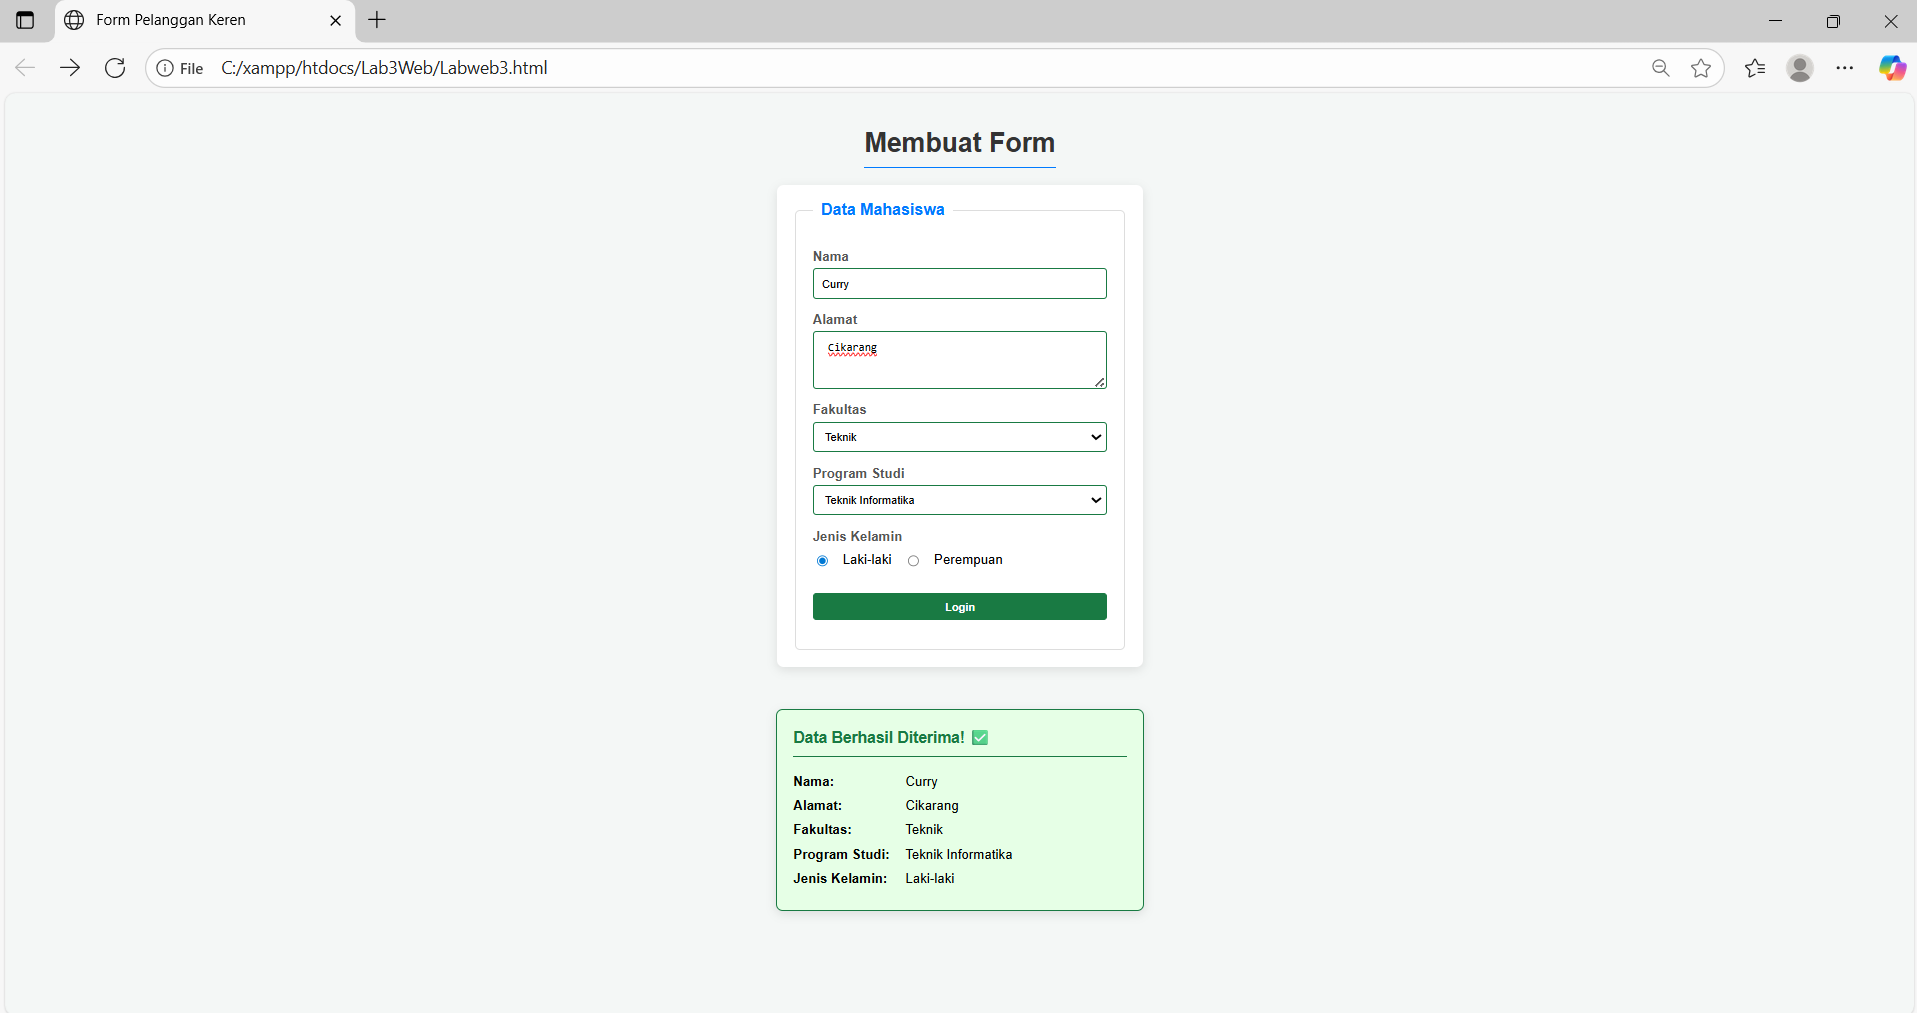 Form Pelanggan Keren
File C:/xampp/htdocs/Lab3Web/Labweb3.html
Membuat Form
Data Mahasiswa
Nama
Curry
Alamat
Cikarang
Fakultas
Teknik
Program Studi
Teknik Informatika
Jenis Kelamin
Laki-laki Perempuan
Login
Data Berhasil Diterima! ✅
Nama: Curry
Alamat: Cikarang
Fakultas: Teknik
Program Studi: Teknik Informatika
Jenis Kelamin: Laki-laki